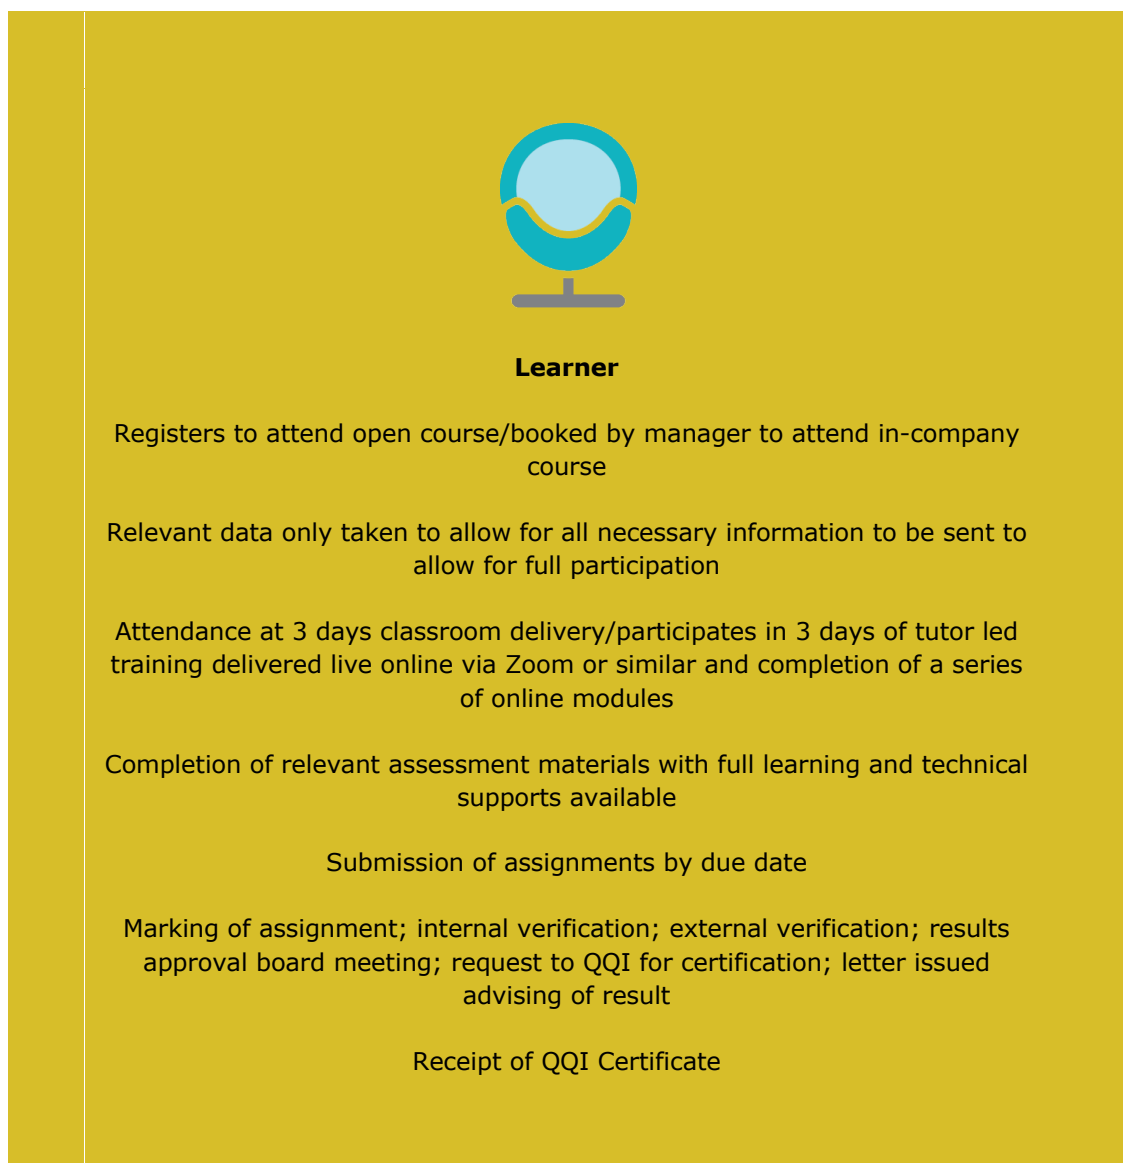 Learner
Registers to attend open course/booked by manager to attend in-company
course
Relevant data only taken to allow for all necessary information to be sent to
allow for full participation
Attendance at 3 days classroom delivery/participates in 3 days of tutor led
training delivered live online via Zoom or similar and completion of a series
of online modules
Completion of relevant assessment materials with full learning and technical
supports available
Submission of assignments by due date
Marking of assignment; internal verification; external verification; results
approval board meeting; request to QQI for certification; letter issued
advising of result
Receipt of QQI Certificate